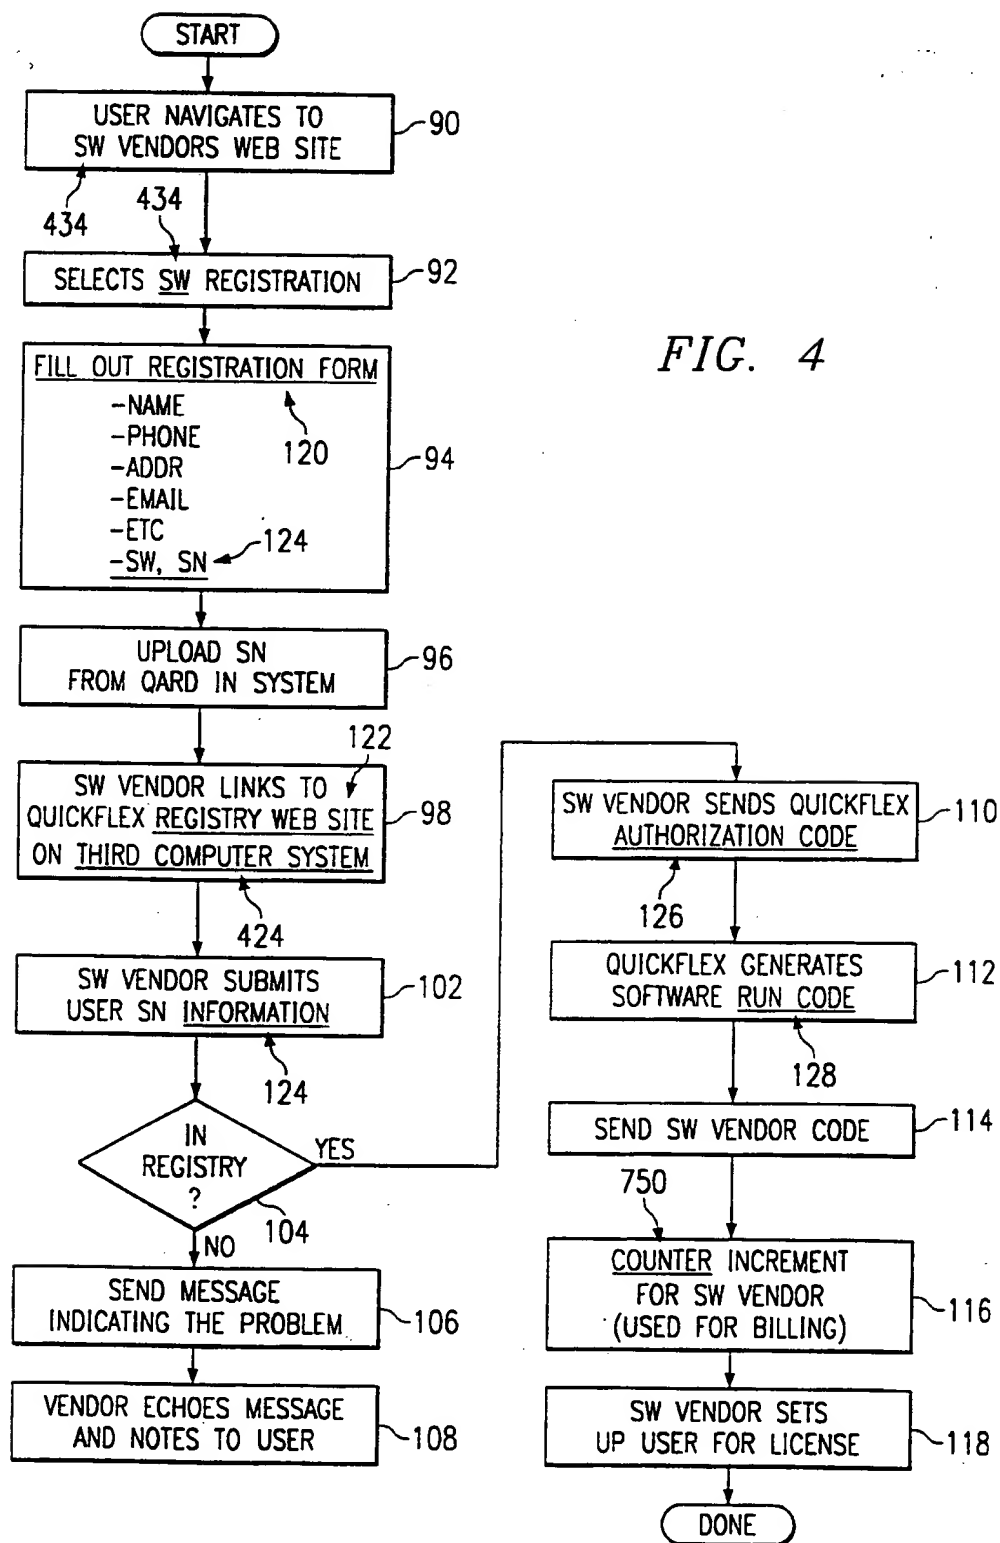 START
USER NAVIGATES TO
SW VENDORS WEB SITE
90
434
434
SELECTS SW REGISTRATION
92
FILL OUT REGISTRATION FORM
-NAME
-PHONE
-ADDR
-EMAIL
-ETC
-SW, SN
120
124
94
UPLOAD SN
FROM QARD IN SYSTEM
96
122
SW VENDOR LINKS TO
QUICKFLEX REGISTRY WEB SITE
ON THIRD COMPUTER SYSTEM
98
424
SW VENDOR SUBMITS
USER SN INFORMATION
102
124
IN
REGISTRY
?
YES
104
NO
SEND MESSAGE
INDICATING THE PROBLEM
106
VENDOR ECHOES MESSAGE
AND NOTES TO USER
108
FIG. 4
SW VENDOR SENDS QUICKFLEX
AUTHORIZATION CODE
110
126
QUICKFLEX GENERATES
SOFTWARE RUN CODE
112
128
SEND SW VENDOR CODE
114
750
COUNTER INCREMENT
FOR SW VENDOR
(USED FOR BILLING)
116
SW VENDOR SETS
UP USER FOR LICENSE
118
DONE